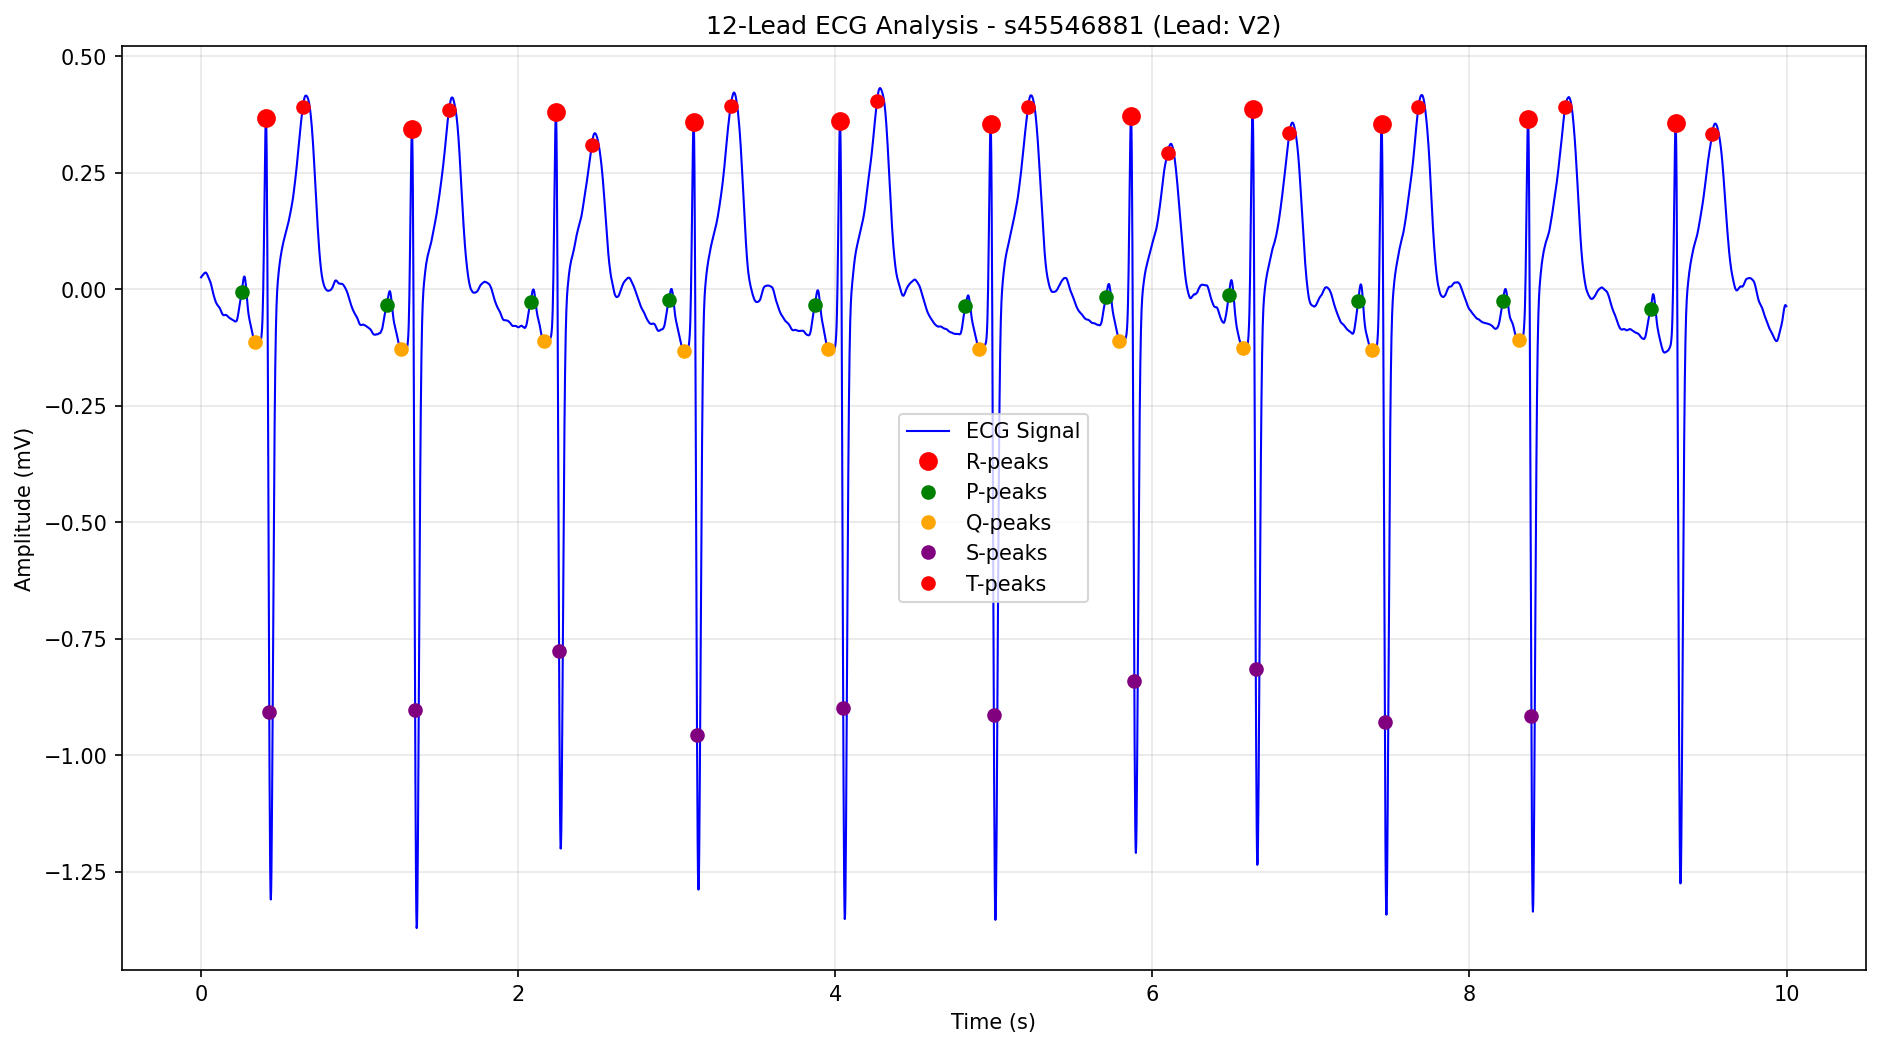 12-Lead ECG Analysis - s45546881 (Lead: V2)
Amplitude (mV)
0.50
0.25
0.00
−0.25
−0.50
−0.75
−1.00
−1.25
ECG Signal
R-peaks
P-peaks
Q-peaks
S-peaks
T-peaks
0 2 4 6 8 10
Time (s)